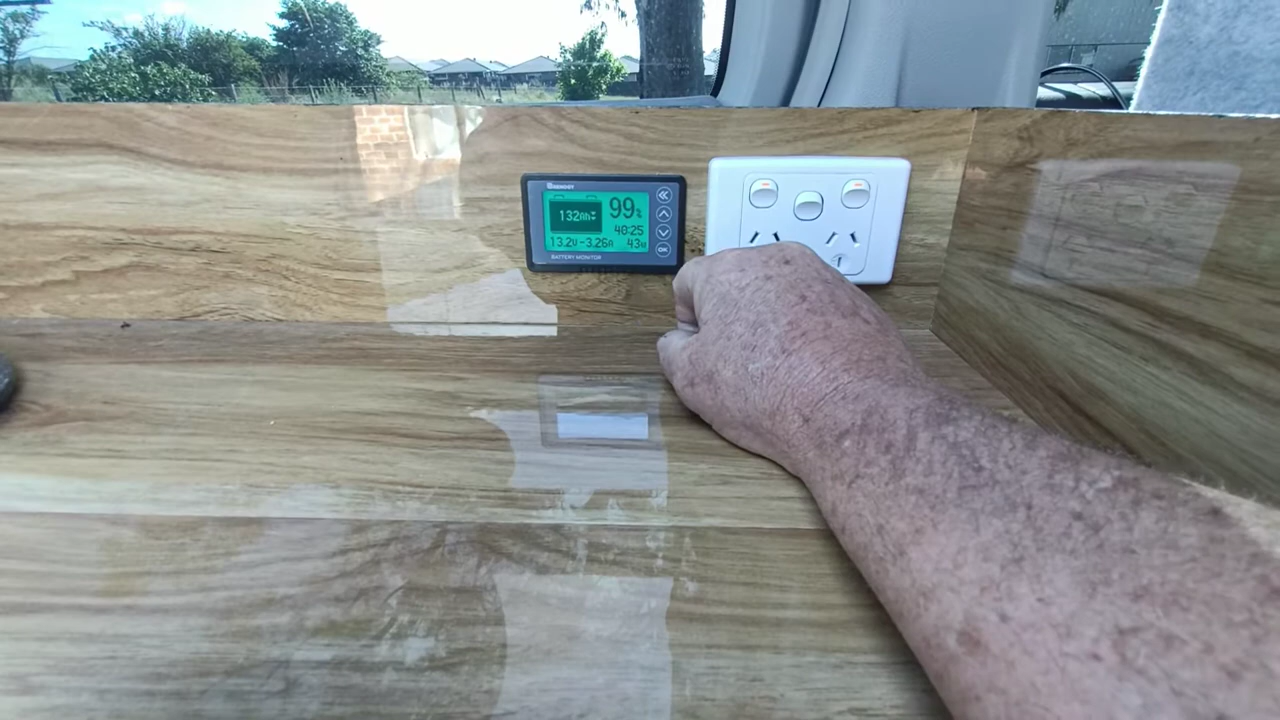 RENOGY
132Ah
99%
40:25
13.2V -3.26A 43W
OK
BATTERY MONITOR